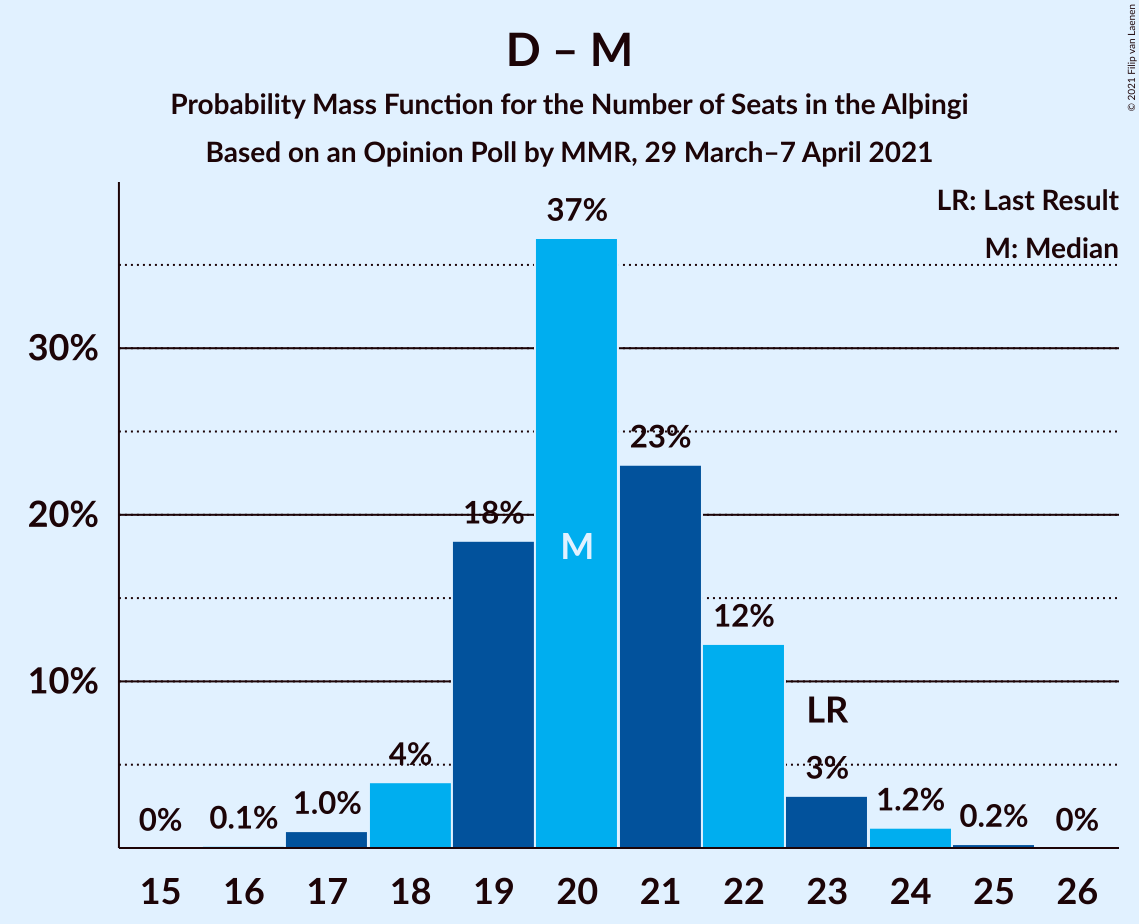 D – M
Probability Mass Function for the Number of Seats in the Alþingi
Based on an Opinion Poll by MMR, 29 March–7 April 2021
© 2021 Filip van Laenen
LR: Last Result
M: Median
30%
20%
10%
0%
0.1%
1.0%
4%
18%
37%
M
23%
12%
LR
3%
1.2%
0.2%
0%
15 16 17 18 19 20 21 22 23 24 25 26